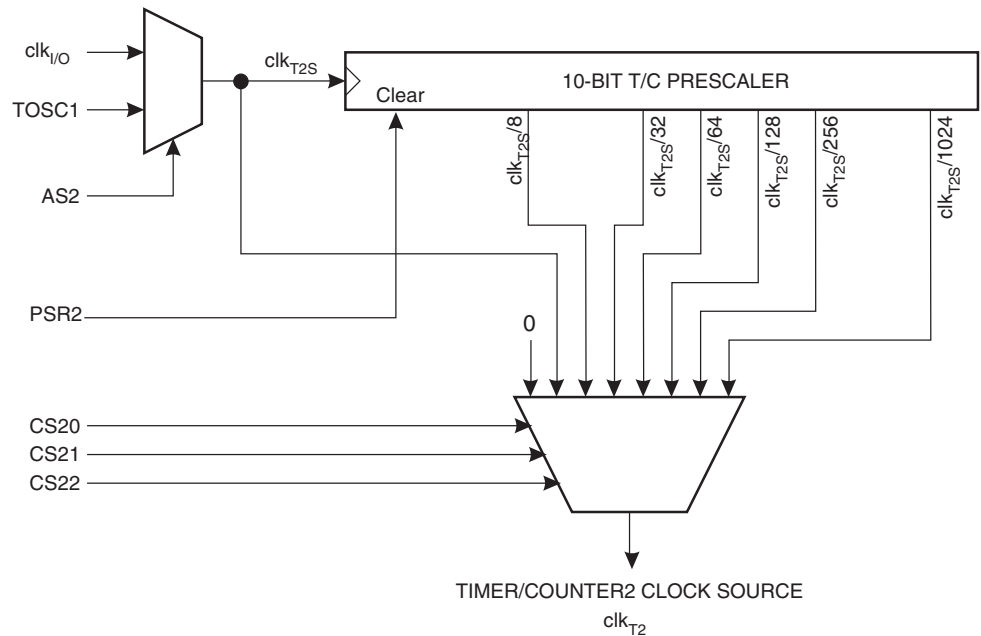 clkI/O
TOSC1
AS2
PSR2
clkT2S
10-BIT T/C PRESCALER
Clear
clkT2S/8
clkT2S/32
clkT2S/64
clkT2S/128
clkT2S/256
clkT2S/1024
0
CS20
CS21
CS22
TIMER/COUNTER2 CLOCK SOURCE
clkT2